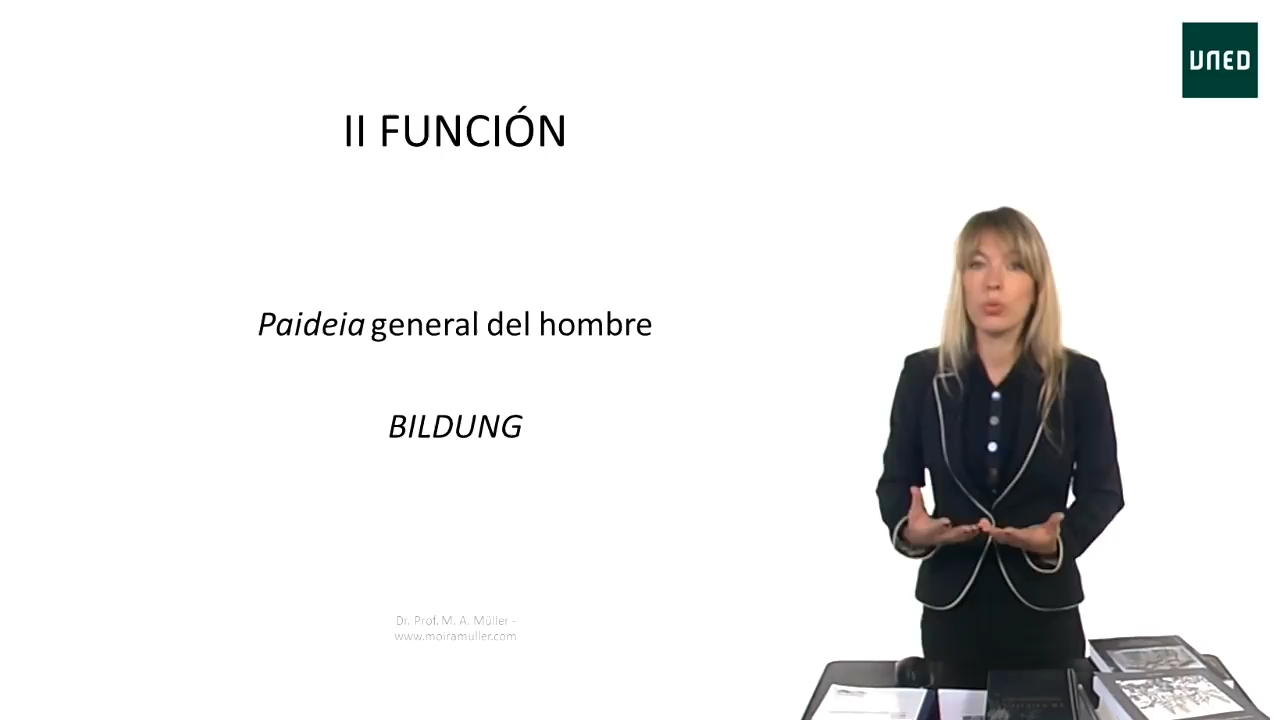 UNED
II FUNCIÓN
Paideia general del hombre
BILDUNG
Dr. Prof. M. A. Müller -
www.moiramuller.com